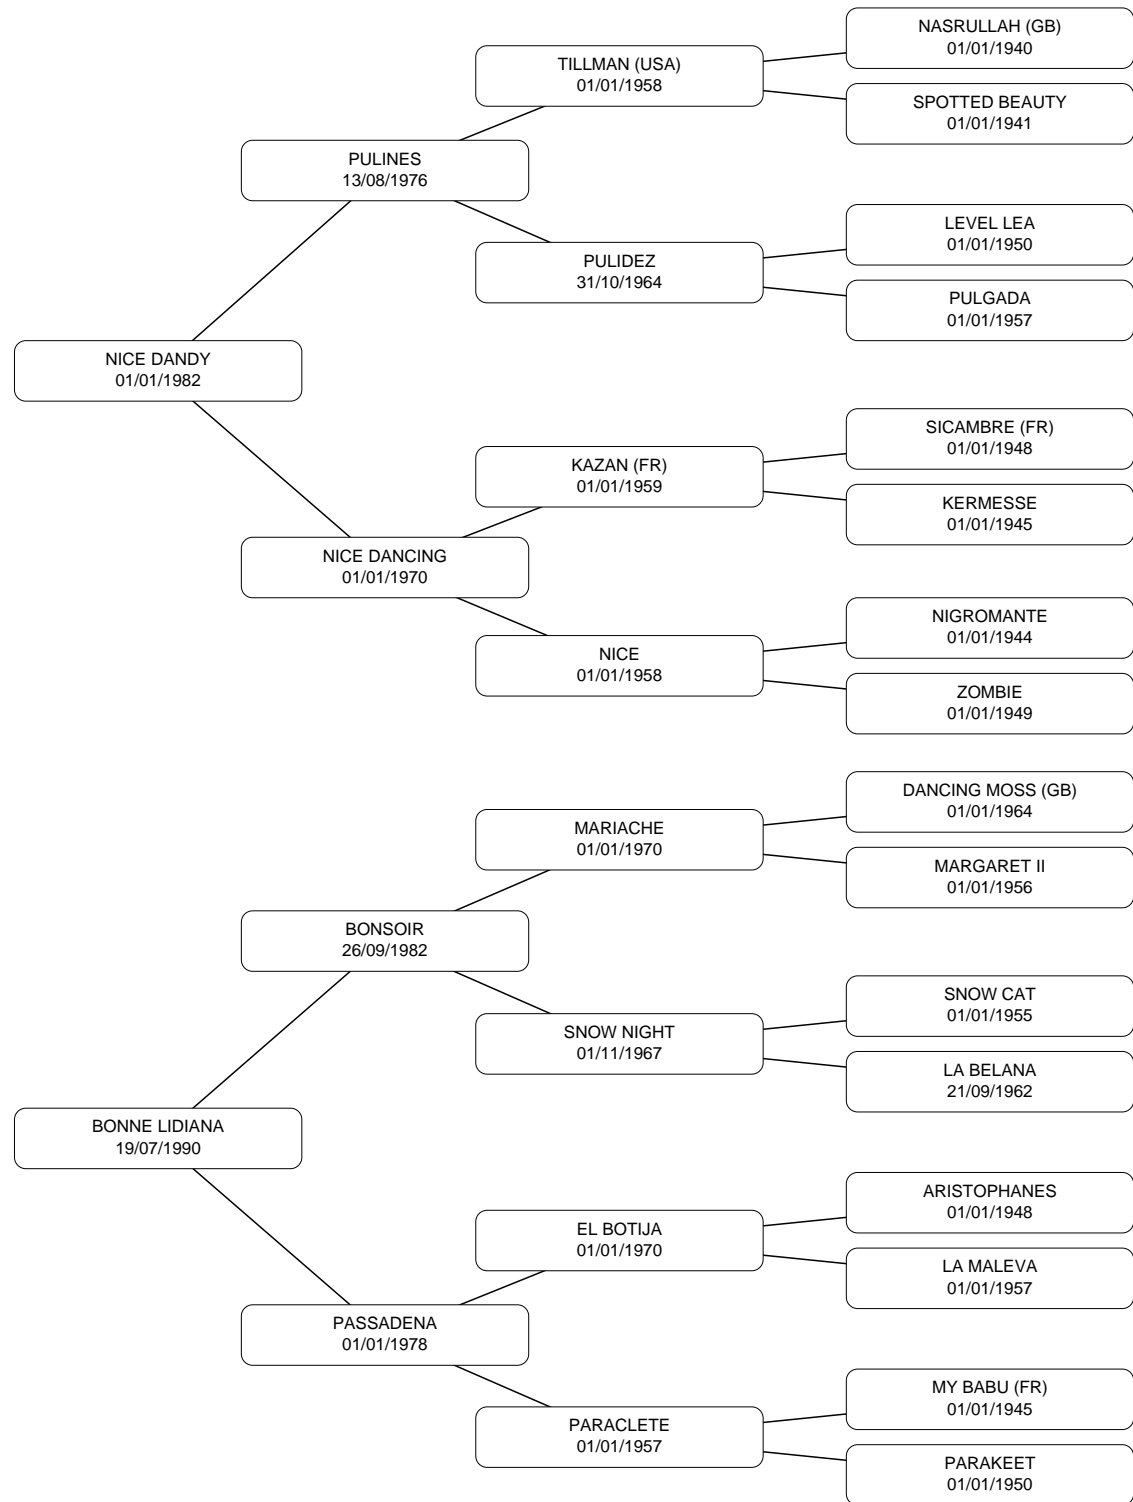 NASRULLAH (GB)
01/01/1940
TILLMAN (USA)
01/01/1958
SPOTTED BEAUTY
01/01/1941
PULINES
13/08/1976
LEVEL LEA
01/01/1950
PULIDEZ
31/10/1964
PULGADA
01/01/1957
NICE DANDY
01/01/1982
SICAMBRE (FR)
01/01/1948
KAZAN (FR)
01/01/1959
KERMESSE
01/01/1945
NICE DANCING
01/01/1970
NIGROMANTE
01/01/1944
NICE
01/01/1958
ZOMBIE
01/01/1949
DANCING MOSS (GB)
01/01/1964
MARIACHE
01/01/1970
MARGARET II
01/01/1956
BONSOIR
26/09/1982
SNOW CAT
01/01/1955
SNOW NIGHT
01/11/1967
LA BELANA
21/09/1962
BONNE LIDIANA
19/07/1990
ARISTOPHANES
01/01/1948
EL BOTIJA
01/01/1970
LA MALEVA
01/01/1957
PASSADENA
01/01/1978
MY BABU (FR)
01/01/1945
PARACLETE
01/01/1957
PARAKEET
01/01/1950